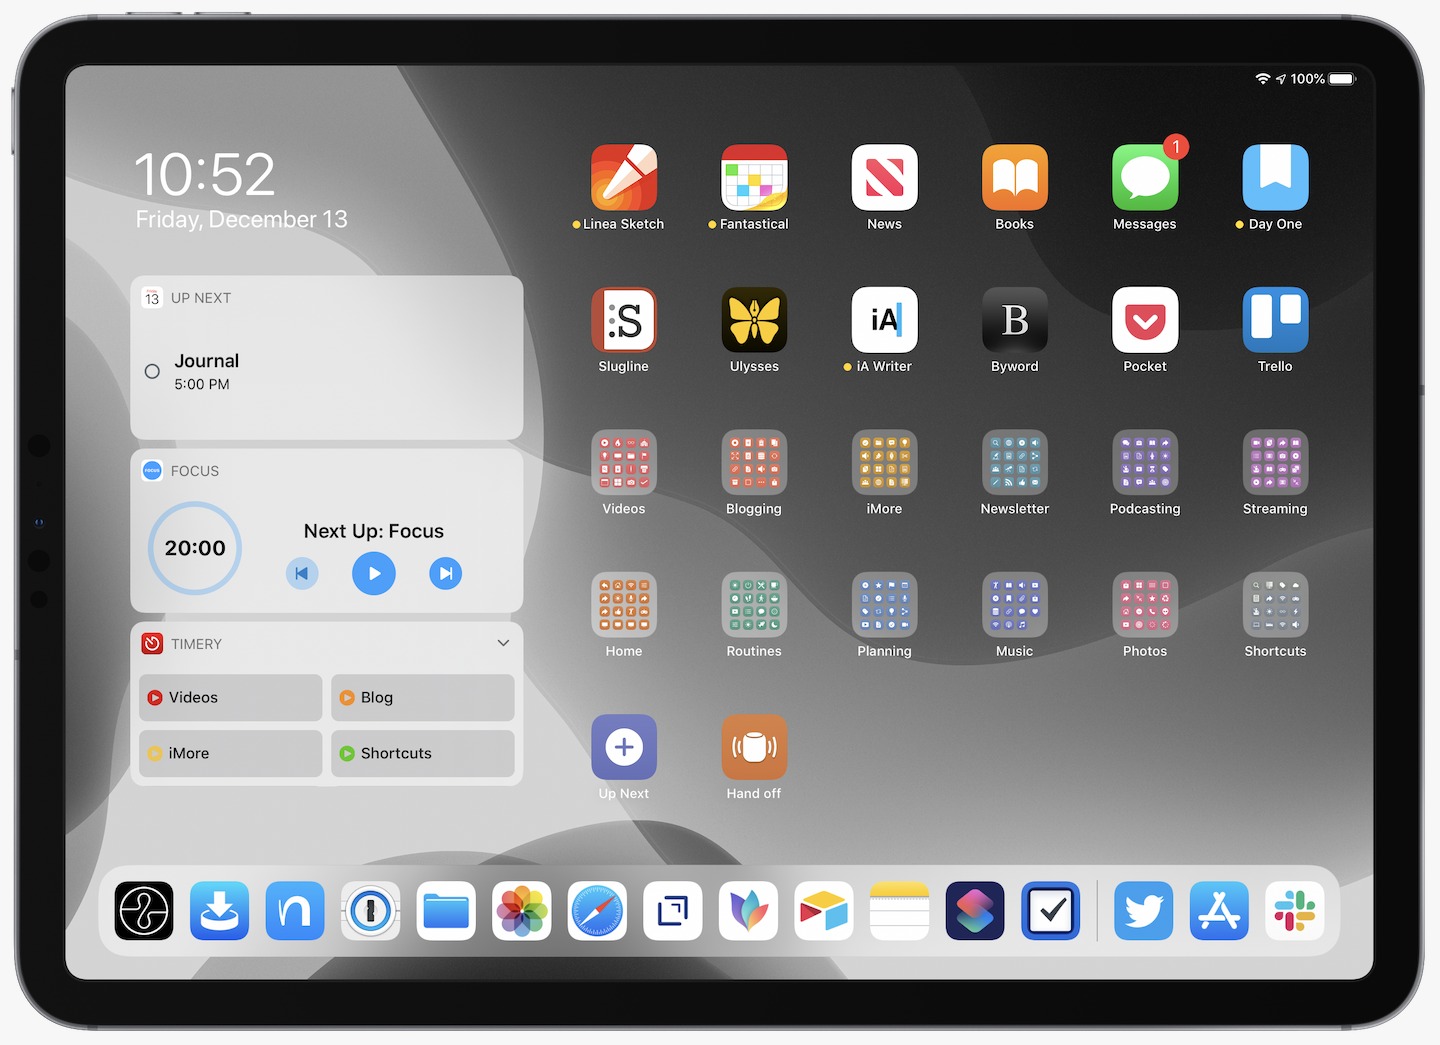 100%
10:52
Friday, December 13
13
UP NEXT
Journal
5:00 PM
FOCUS
20:00
Next Up: Focus
TIMERY
Videos
Blog
iMore
Shortcuts
1
Linea Sketch
Fantastical
News
Books
Messages
Day One
:S
iA
B
Slugline
Ulysses
iA Writer
Byword
Pocket
Trello
Videos
Blogging
iMore
Newsletter
Podcasting
Streaming
Home
Routines
Planning
Music
Photos
Shortcuts
Up Next
Hand off
n